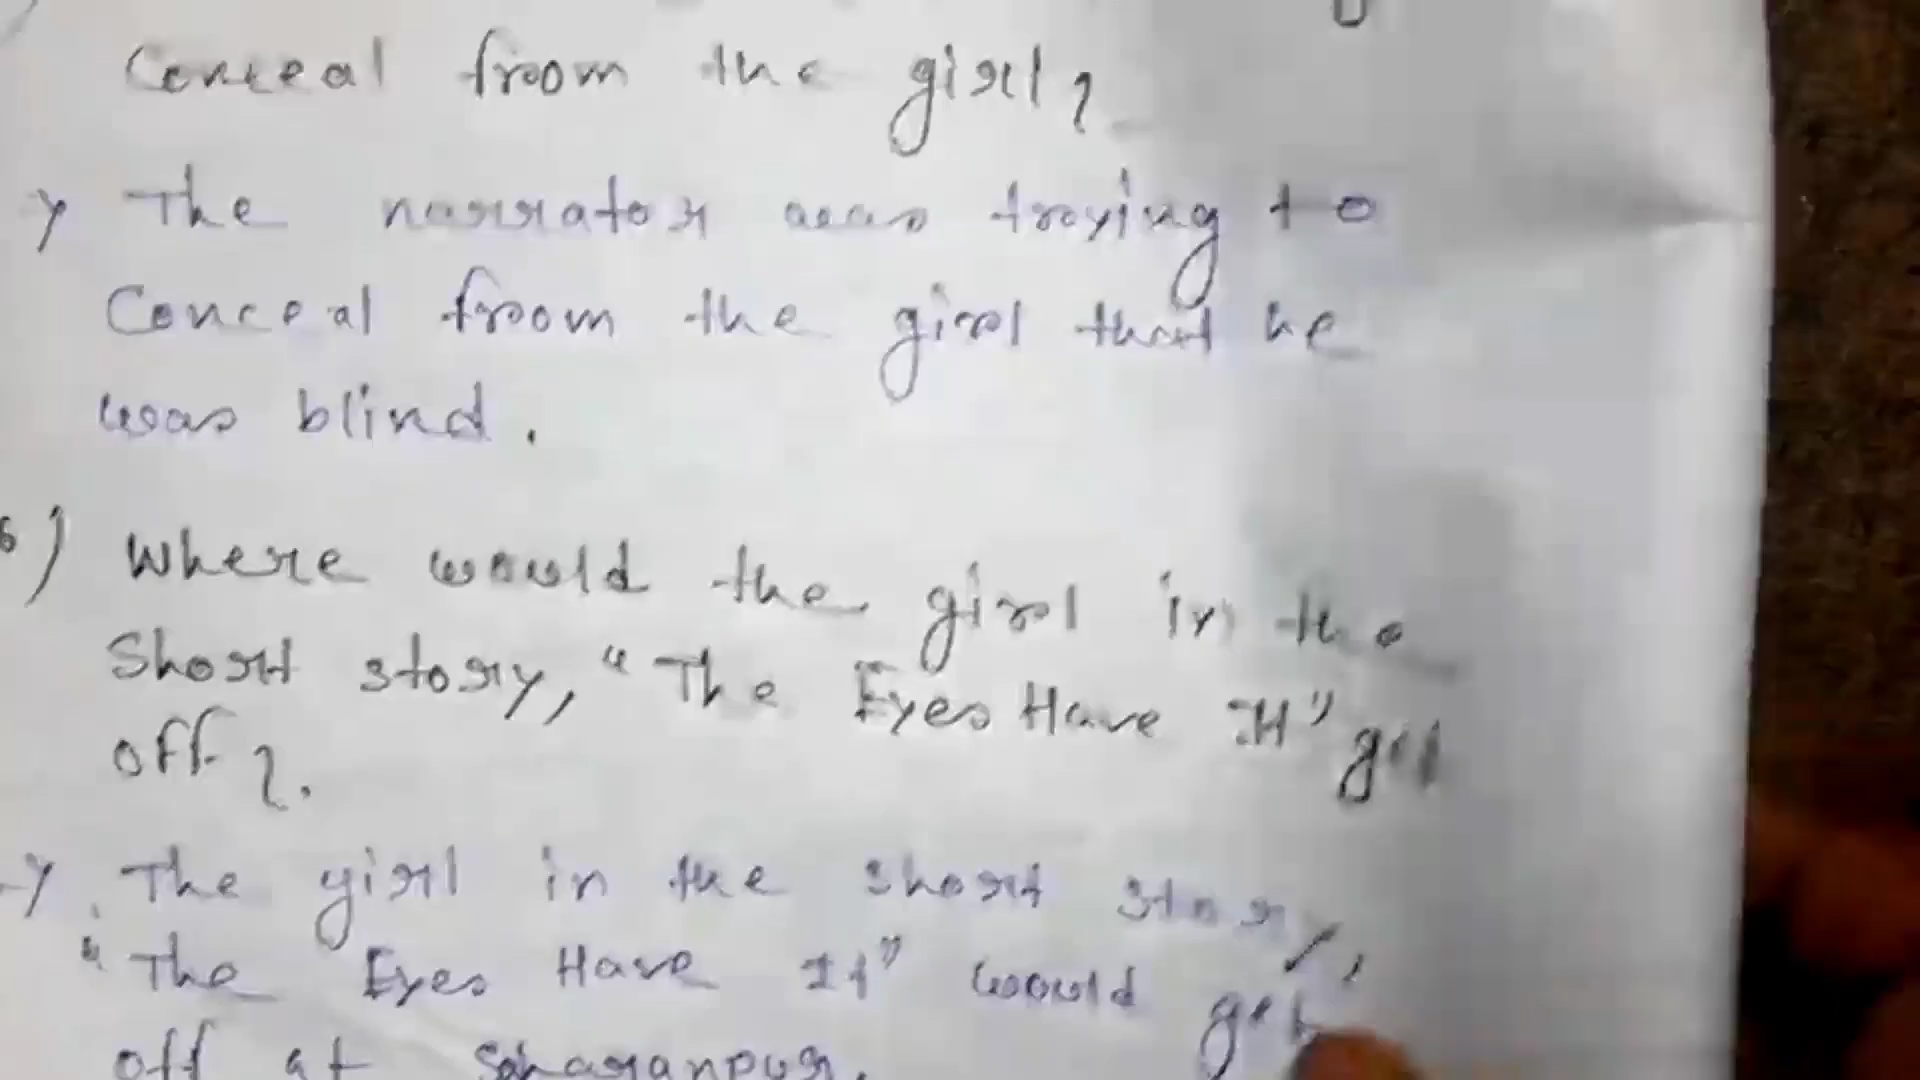 Conceal from the girl?
The narrator was trying to
Conceal from the girl that he
was blind.
6) Where would the girl in the
Short story, "The Eyes Have It" get
off?.
The girl in the short story,
"The Eyes Have It" would get
off at Saharanpur.